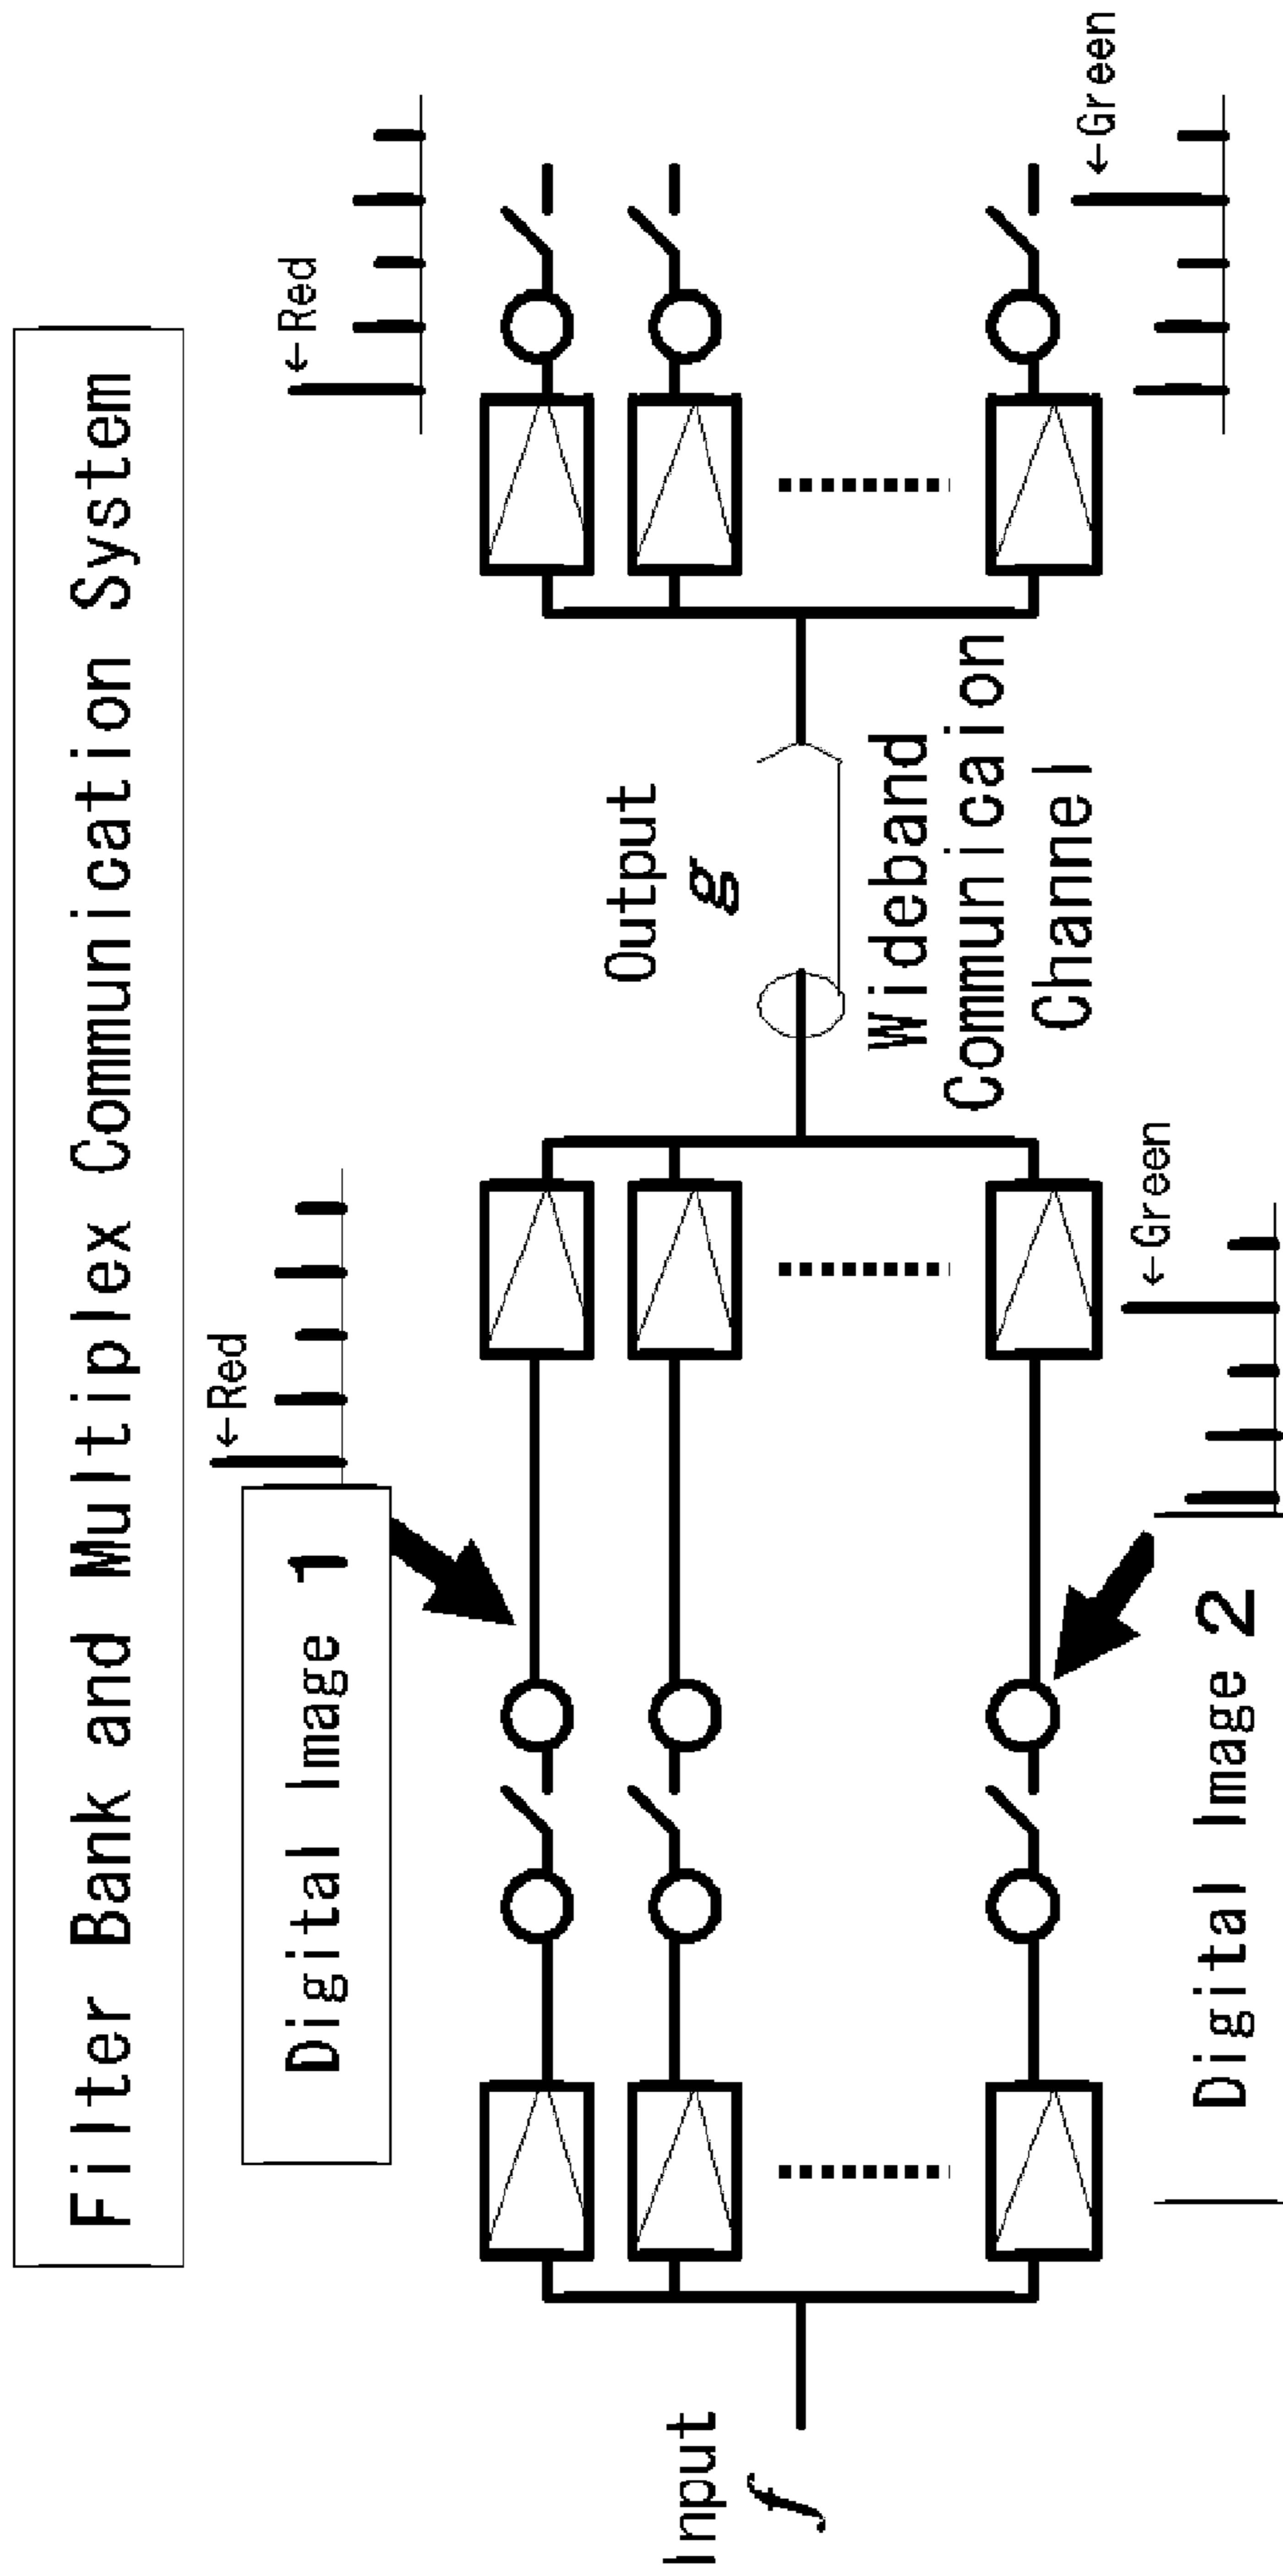 Filter Bank and Multiplex Communication System
←Red
←Red
Digital Image 1
Input
f
Output
g
Wideband
Communicaion
Channel
←Green
←Green
Digital Image 2